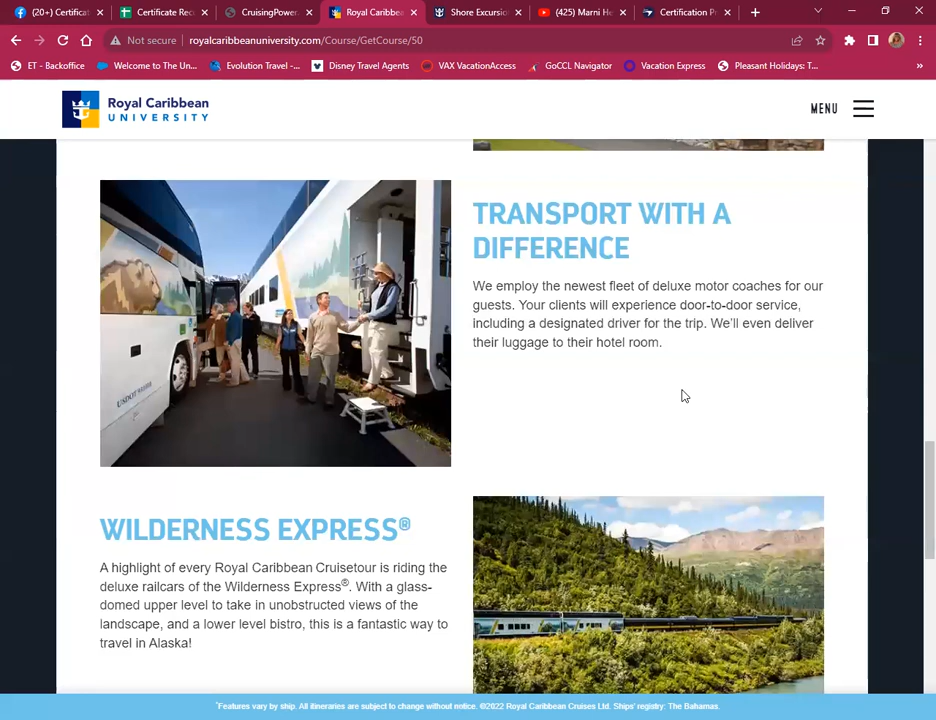 (20+) Certificat
Certificate Rec
CruisingPower.
Royal Caribbea
Shore Excursio
(425) Marni He
Certification P
Not secure
royalcaribbeanuniversity.com/Course/GetCourse/50
ET - Backoffice
Welcome to The Un...
Evolution Travel -...
Disney Travel Agents
VAX VacationAccess
GoCCL Navigator
Vacation Express
Pleasant Holidays: T...
»
Royal Caribbean
UNIVERSITY
MENU
TRANSPORT WITH A
DIFFERENCE
We employ the newest fleet of deluxe motor coaches for our
guests. Your clients will experience door-to-door service,
including a designated driver for the trip. We'll even deliver
their luggage to their hotel room.
WILDERNESS EXPRESS®
A highlight of every Royal Caribbean Cruisetour is riding the
deluxe railcars of the Wilderness Express®. With a glass-
domed upper level to take in unobstructed views of the
landscape, and a lower level bistro, this is a fantastic way to
travel in Alaska!
*Features vary by ship. All itineraries are subject to change without notice. ©2022 Royal Caribbean Cruises Ltd. Ships' registry: The Bahamas.